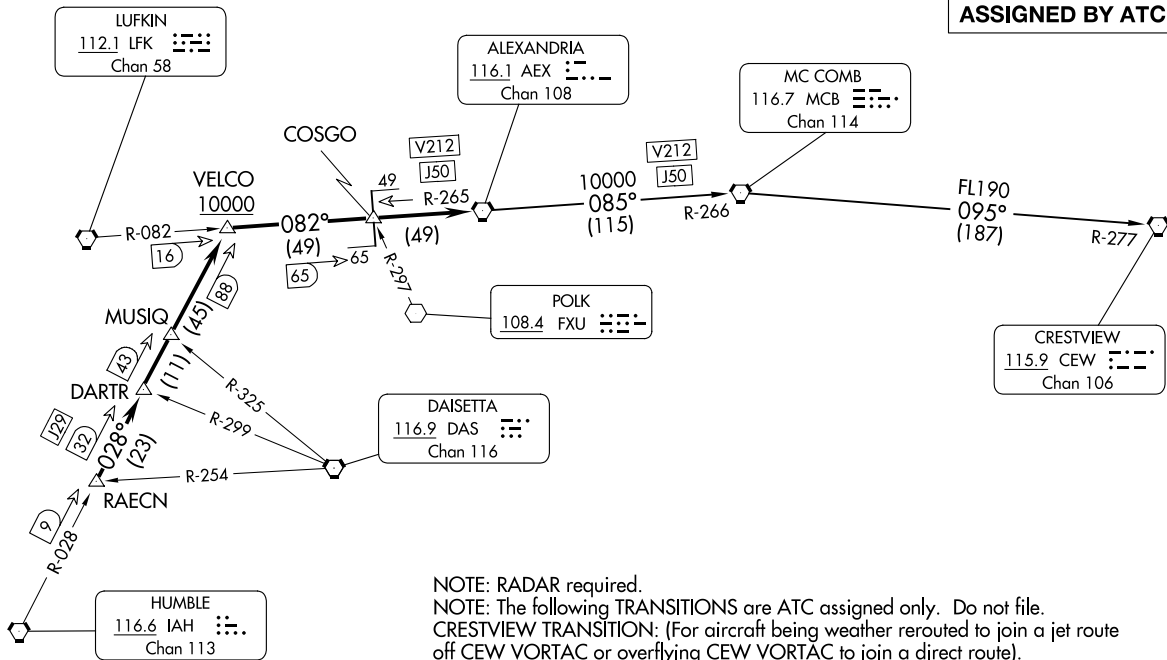 ASSIGNED BY ATC
LUFKIN
112.1 LFK
Chan 58
ALEXANDRIA
116.1 AEX
Chan 108
MC COMB
116.7 MCB
Chan 114
COSGO
VELCO
10000
R-082
16
082°
(49)
65
65
49
V212
J50
R-265
(49)
R-297
10000
085°
(115)
V212
J50
R-266
FL190
095°
(187)
R-277
POLK
108.4 FXU
CRESTVIEW
115.9 CEW
Chan 106
88
(45)
MUSIQ
43
(11)
DARTR
J29
32
028°
(23)
R-325
R-299
R-254
DAISETTA
116.9 DAS
Chan 116
RAECN
9
R-028
HUMBLE
116.6 IAH
Chan 113
NOTE: RADAR required.
NOTE: The following TRANSITIONS are ATC assigned only. Do not file.
CRESTVIEW TRANSITION: (For aircraft being weather rerouted to join a jet route
off CEW VORTAC or overflying CEW VORTAC to join a direct route).